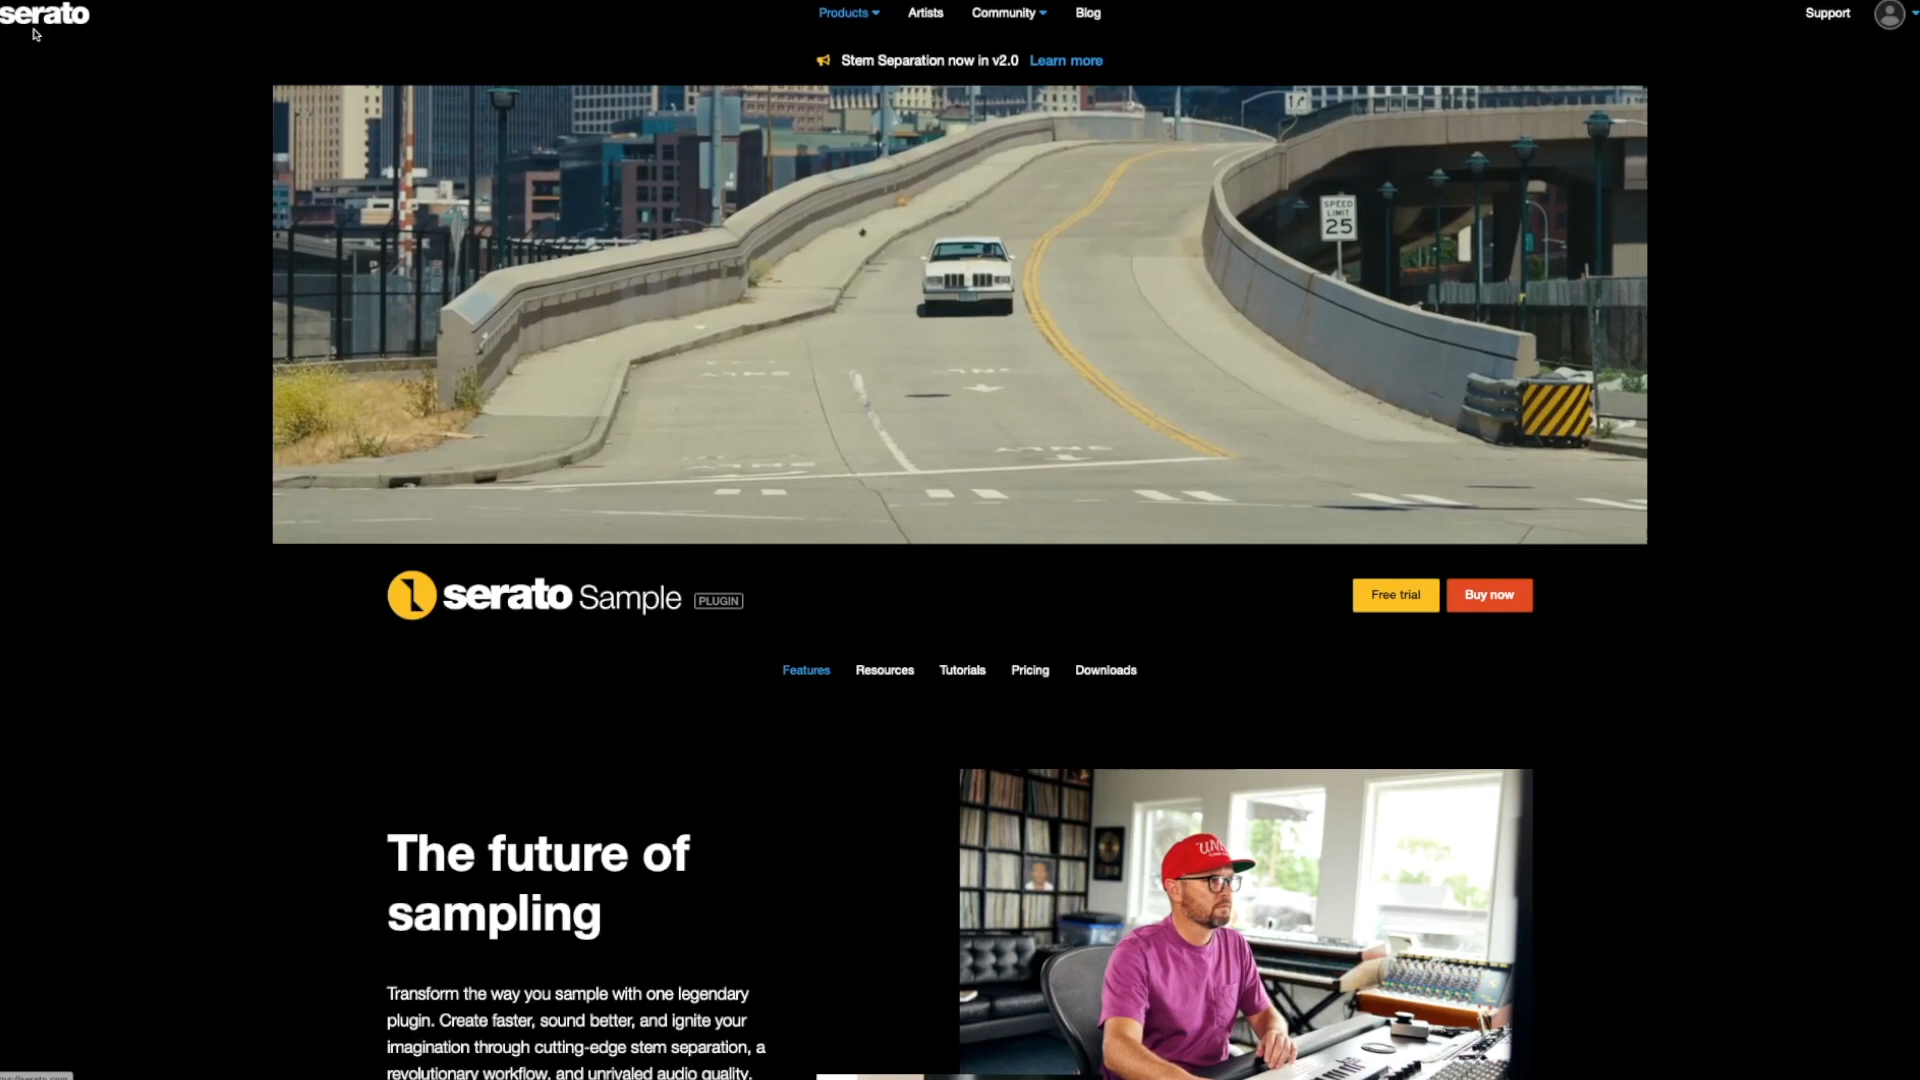 serato
Products
Artists
Community
Blog
Support
Stem Separation now in v2.0 Learn more
SPEED
LIMIT
25
serato Sample PLUGIN
Free trial
Buy now
Features
Resources
Tutorials
Pricing
Downloads
The future of
sampling
Transform the way you sample with one legendary
plugin. Create faster, sound better, and ignite your
imagination through cutting-edge stem separation, a
revolutionary workflow, and unrivaled audio quality.